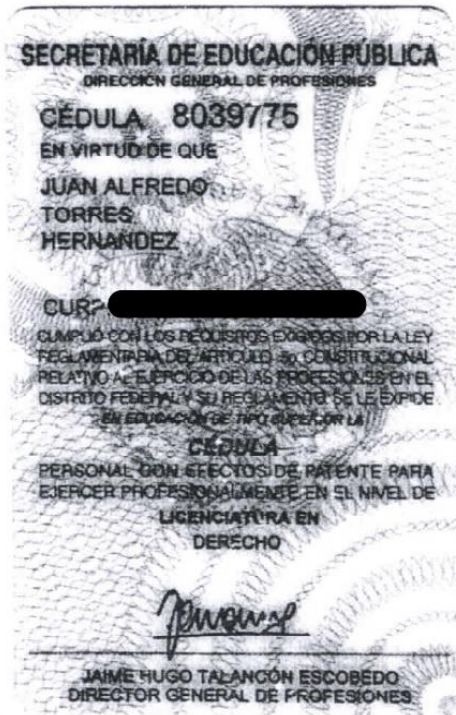 SECRETARÍA DE EDUCACIÓN PÚBLICA
DIRECCIÓN GENERAL DE PROFESIONES
CÉDULA 8039775
EN VIRTUD DE QUE
JUAN ALFREDO
TORRES
HERNANDEZ
CURP
CUMPLIÓ CON LOS REQUISITOS EXIGIDOS POR LA LEY
REGLAMENTARIA DEL ARTÍCULO 5o. CONSTITUCIONAL
RELATIVO AL EJERCICIO DE LAS PROFESIONES EN EL
DISTRITO FEDERAL Y SU REGLAMENTO SE LE EXPIDE
EN EDUCACIÓN DE TIPO SUPERIOR LA
CÉDULA
PERSONAL CON EFECTOS DE PATENTE PARA
EJERCER PROFESIONALMENTE EN EL NIVEL DE
LICENCIATURA EN
DERECHO
JAIME HUGO TALANCÓN ESCOBEDO
DIRECTOR GENERAL DE PROFESIONES